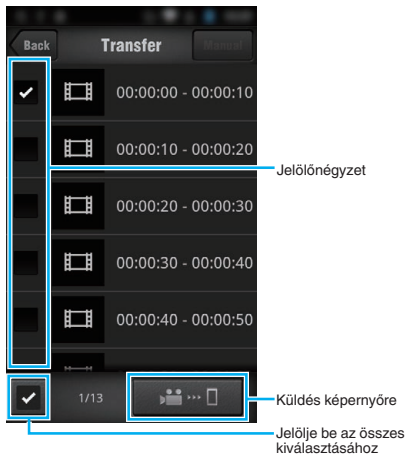 Back
Transfer
Manual
00:00:00 - 00:00:10
00:00:10 - 00:00:20
Jelölőnégyzet
00:00:20 - 00:00:30
00:00:30 - 00:00:40
00:00:40 - 00:00:50
1/13
Küldés képernyőre
Jelölje be az összes
kiválasztásához